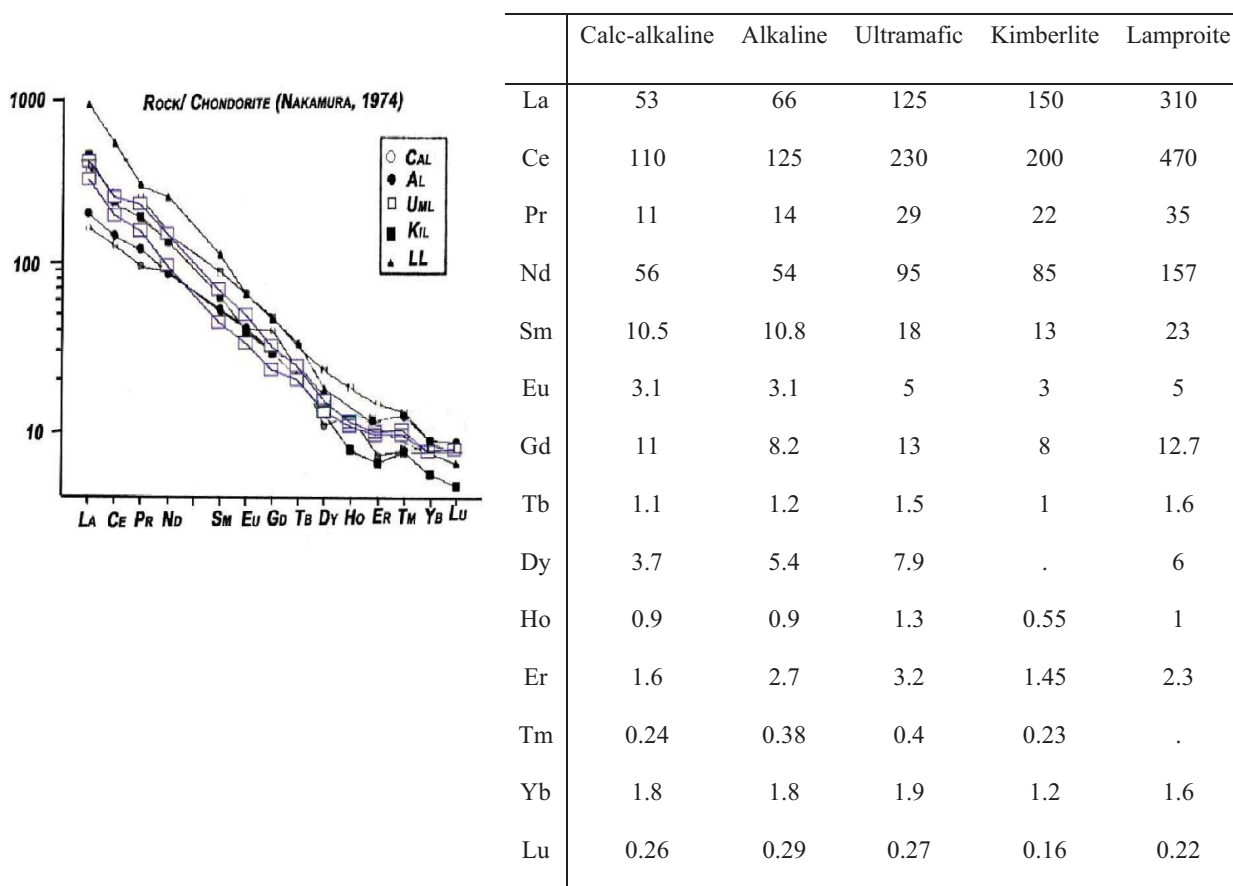 ROCK/ CHONDORITE (NAKAMURA, 1974)
1000
100
10
CAL
AL
UML
KIL
LL
LA CE PR ND SM EU GD TB DY HO ER TM YB LU
Calc-alkaline Alkaline Ultramafic Kimberlite Lamproite
La 53 66 125 150 310
Ce 110 125 230 200 470
Pr 11 14 29 22 35
Nd 56 54 95 85 157
Sm 10.5 10.8 18 13 23
Eu 3.1 3.1 5 3 5
Gd 11 8.2 13 8 12.7
Tb 1.1 1.2 1.5 1 1.6
Dy 3.7 5.4 7.9 . 6
Ho 0.9 0.9 1.3 0.55 1
Er 1.6 2.7 3.2 1.45 2.3
Tm 0.24 0.38 0.4 0.23 .
Yb 1.8 1.8 1.9 1.2 1.6
Lu 0.26 0.29 0.27 0.16 0.22